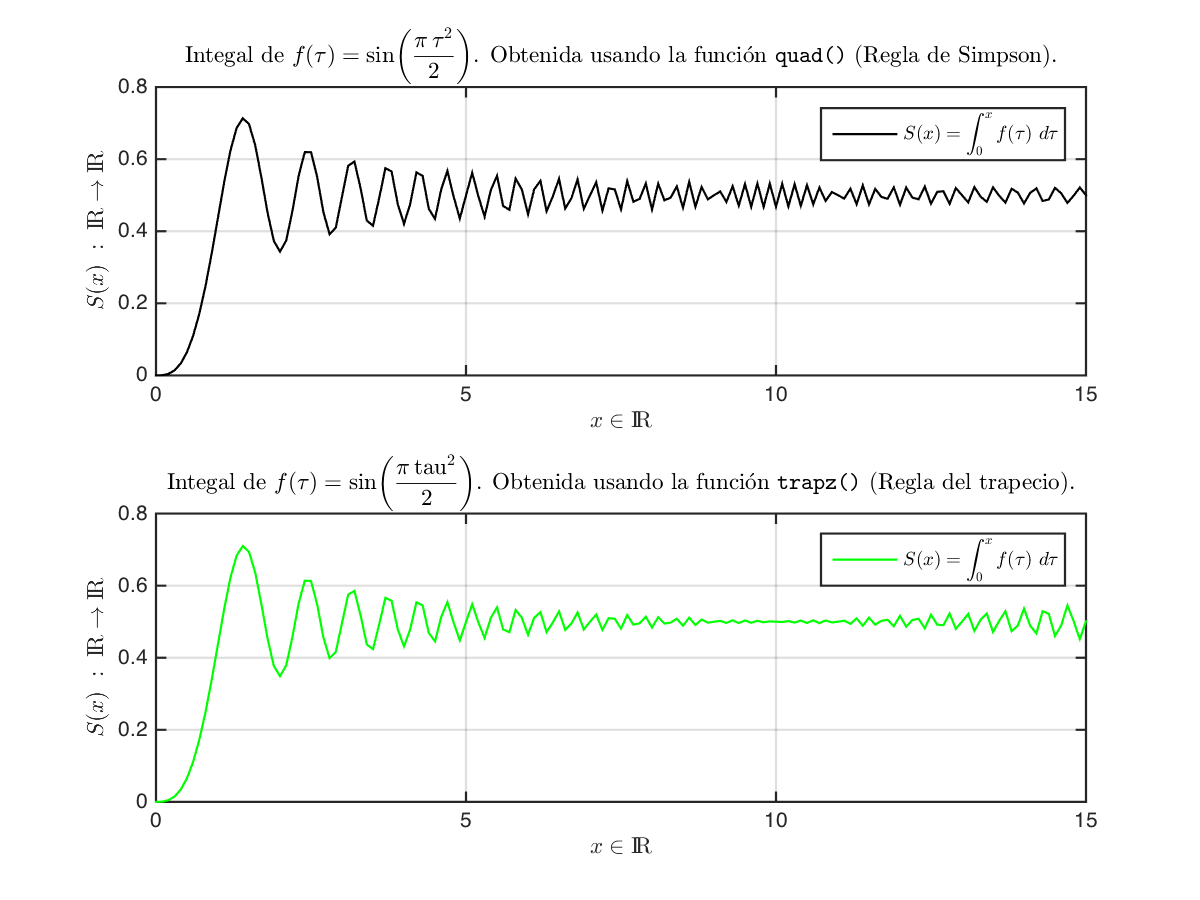 Integal de f(τ) = sin(π τ²/2). Obtenida usando la función quad() (Regla de Simpson).
S(x) = ∫₀ˣ f(τ) dτ
S(x) : ℝ → ℝ
0.8
0.6
0.4
0.2
0
0 5 10 15
x ∈ ℝ
Integal de f(τ) = sin(π tau²/2). Obtenida usando la función trapz() (Regla del trapecio).
S(x) = ∫₀ˣ f(τ) dτ
S(x) : ℝ → ℝ
0.8
0.6
0.4
0.2
0
0 5 10 15
x ∈ ℝ